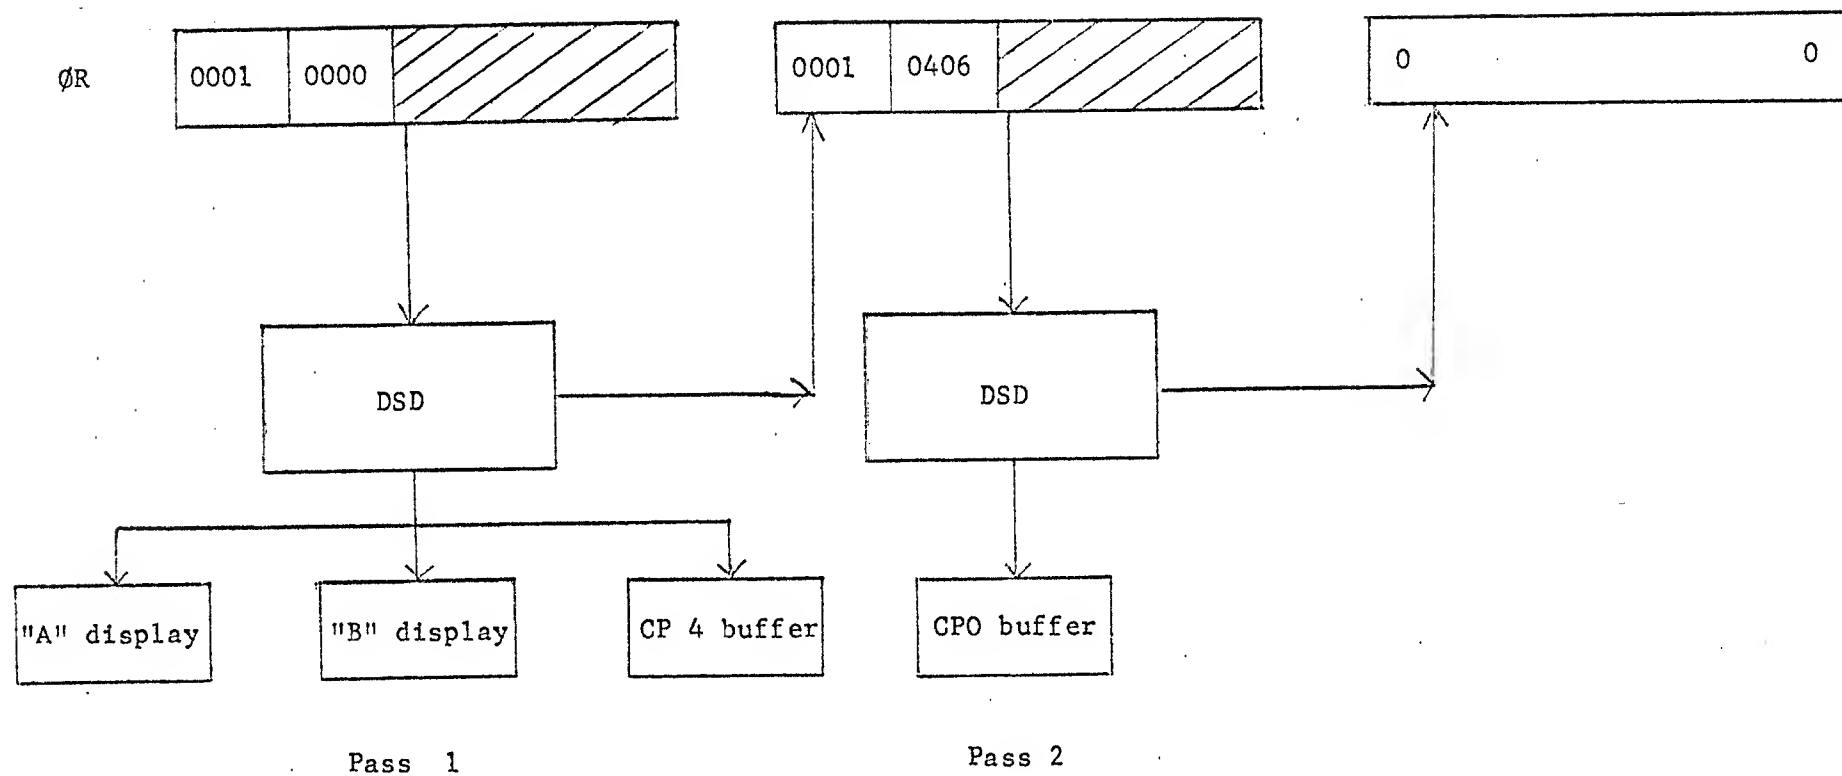 ØR
0001 0000
0001 0406
0 0
DSD
DSD
"A" display
"B" display
CP 4 buffer
CPO buffer
Pass 1
Pass 2